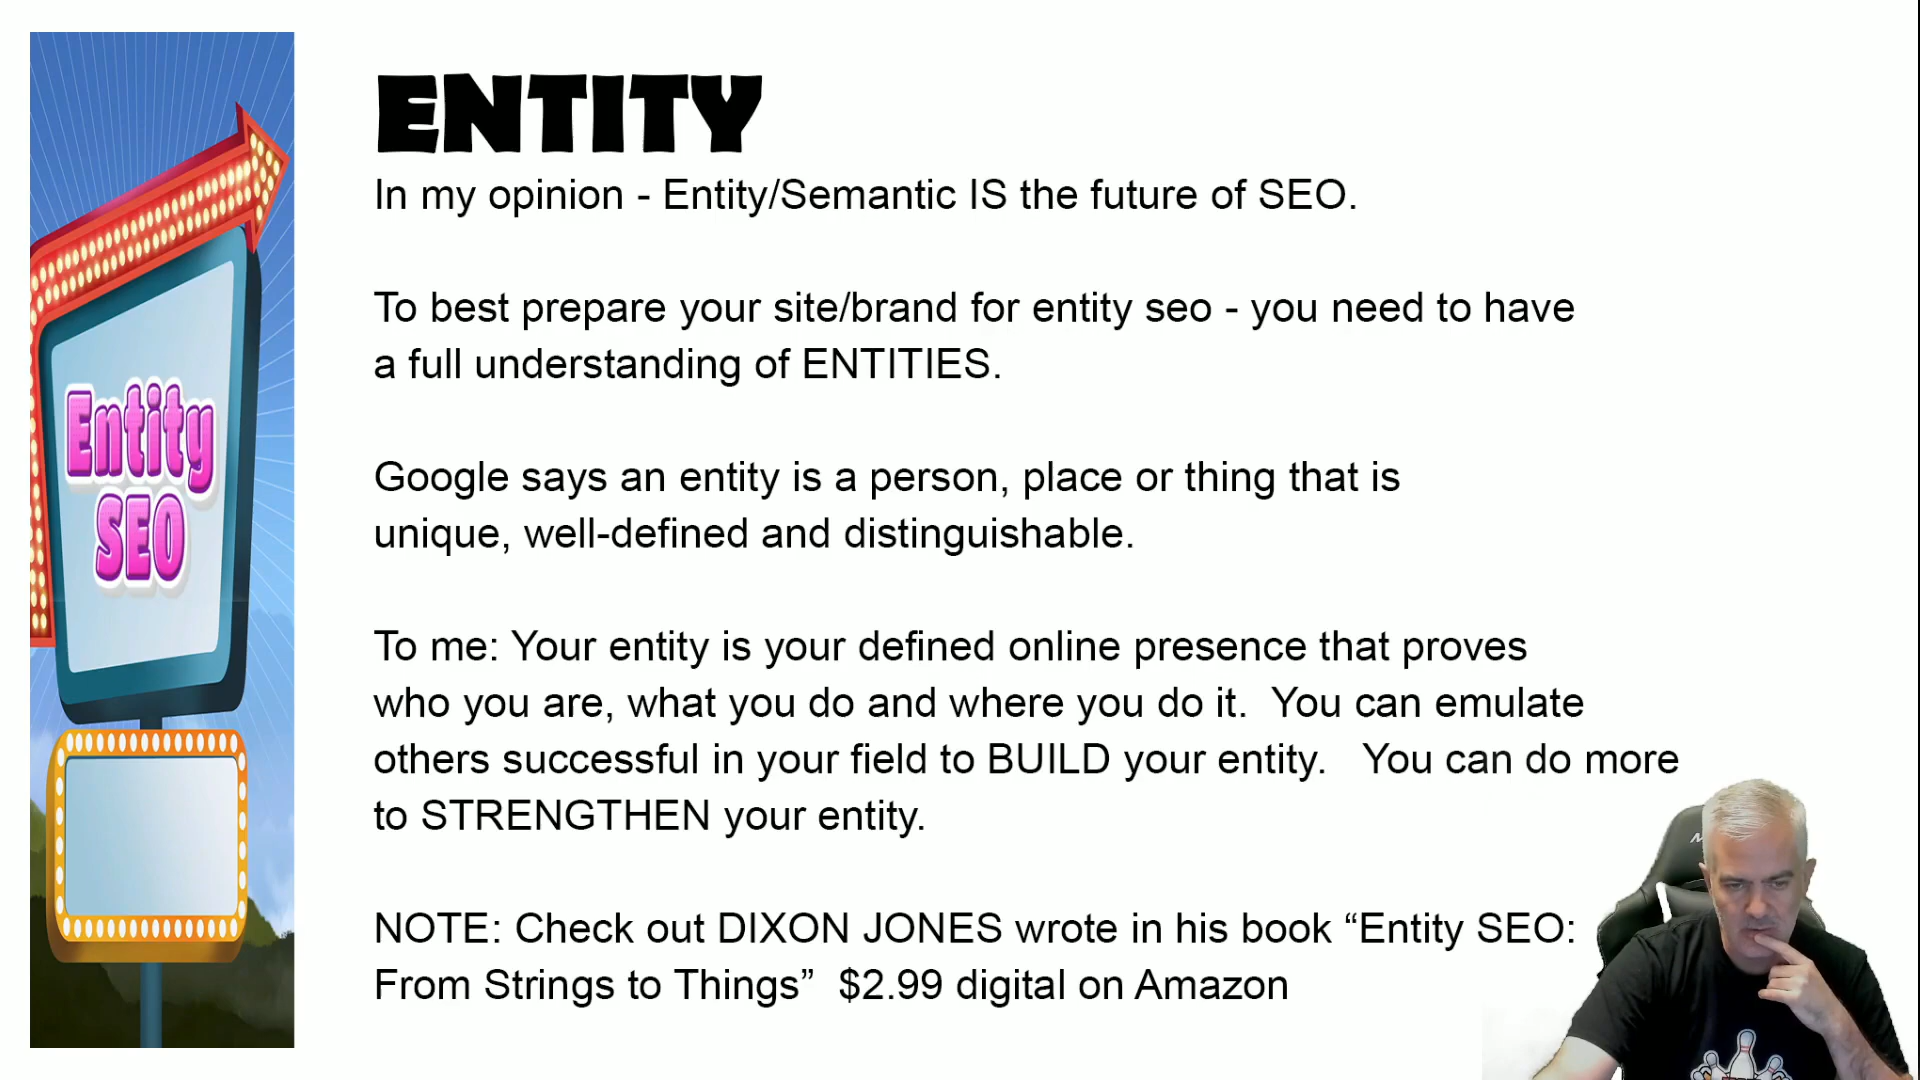 ENTITY
In my opinion - Entity/Semantic IS the future of SEO.
To best prepare your site/brand for entity seo - you need to have
a full understanding of ENTITIES.
Google says an entity is a person, place or thing that is
unique, well-defined and distinguishable.
To me: Your entity is your defined online presence that proves
who you are, what you do and where you do it.  You can emulate
others successful in your field to BUILD your entity.   You can do more
to STRENGTHEN your entity.
NOTE: Check out DIXON JONES wrote in his book “Entity SEO:
From Strings to Things”  $2.99 digital on Amazon
Entity
SEO